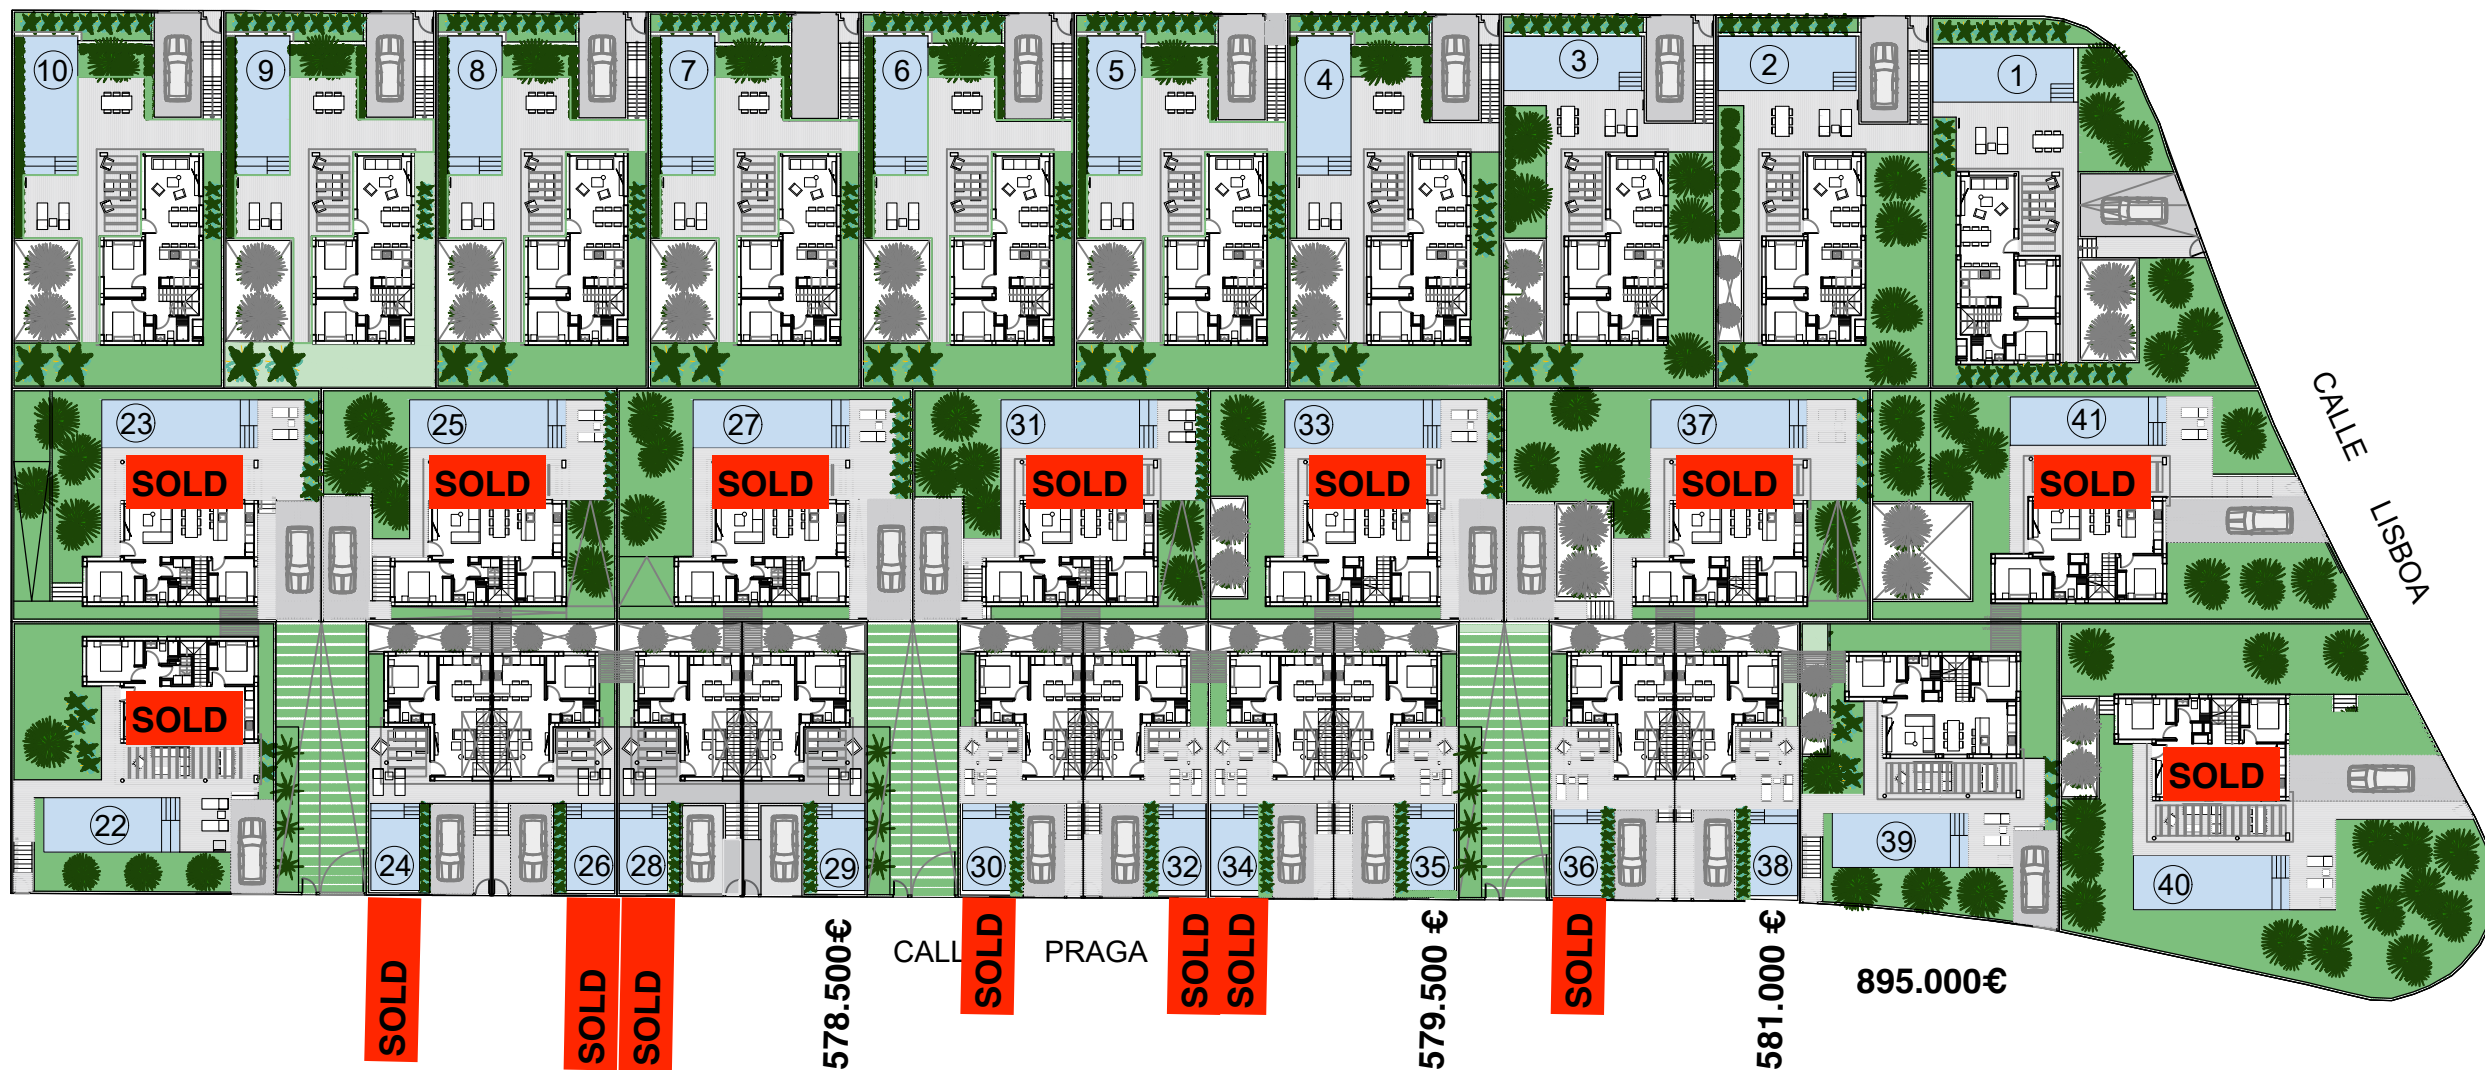 10
9
8
7
6
5
4
3
2
1
CALLE LISBOA
23
25
27
31
33
37
41
SOLD
SOLD
SOLD
SOLD
SOLD
SOLD
SOLD
SOLD
SOLD
22
24
26
28
29
30
32
34
35
36
38
39
40
SOLD
SOLD
SOLD
578.500€
CALL
SOLD
PRAGA
SOLD
SOLD
579.500 €
SOLD
581.000 €
895.000€